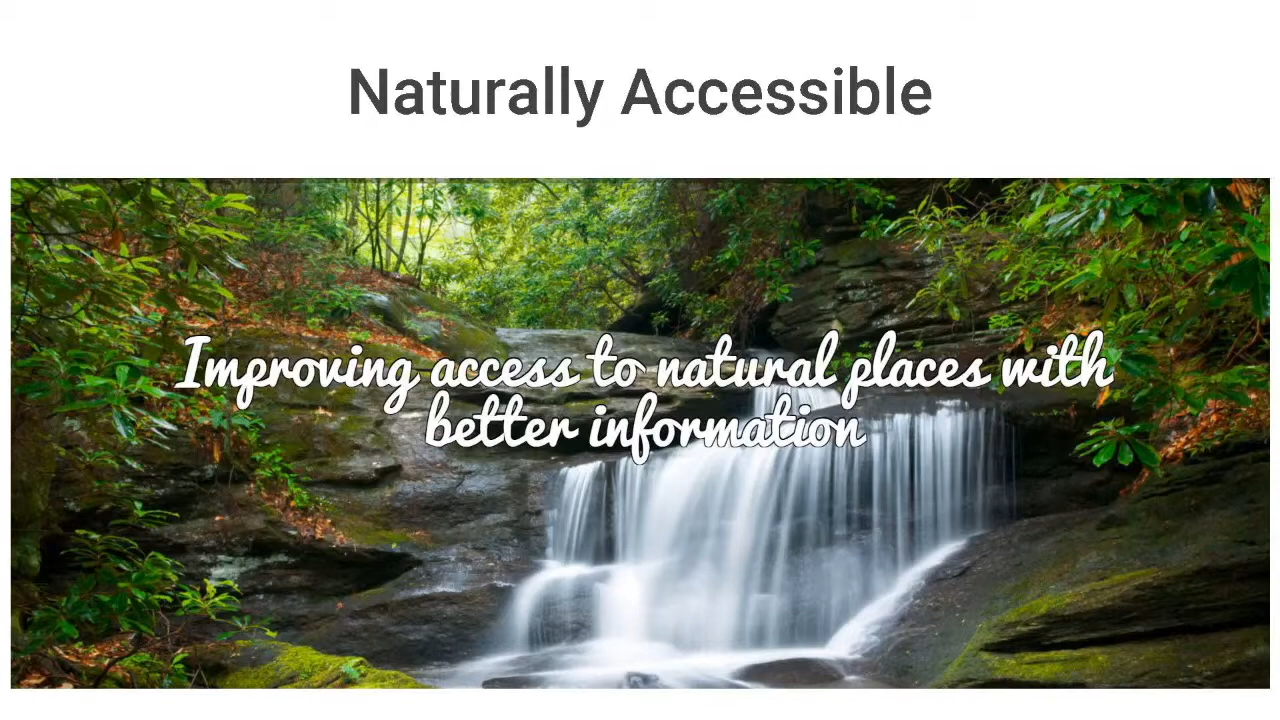 Naturally Accessible
Improving access to natural places with
better information